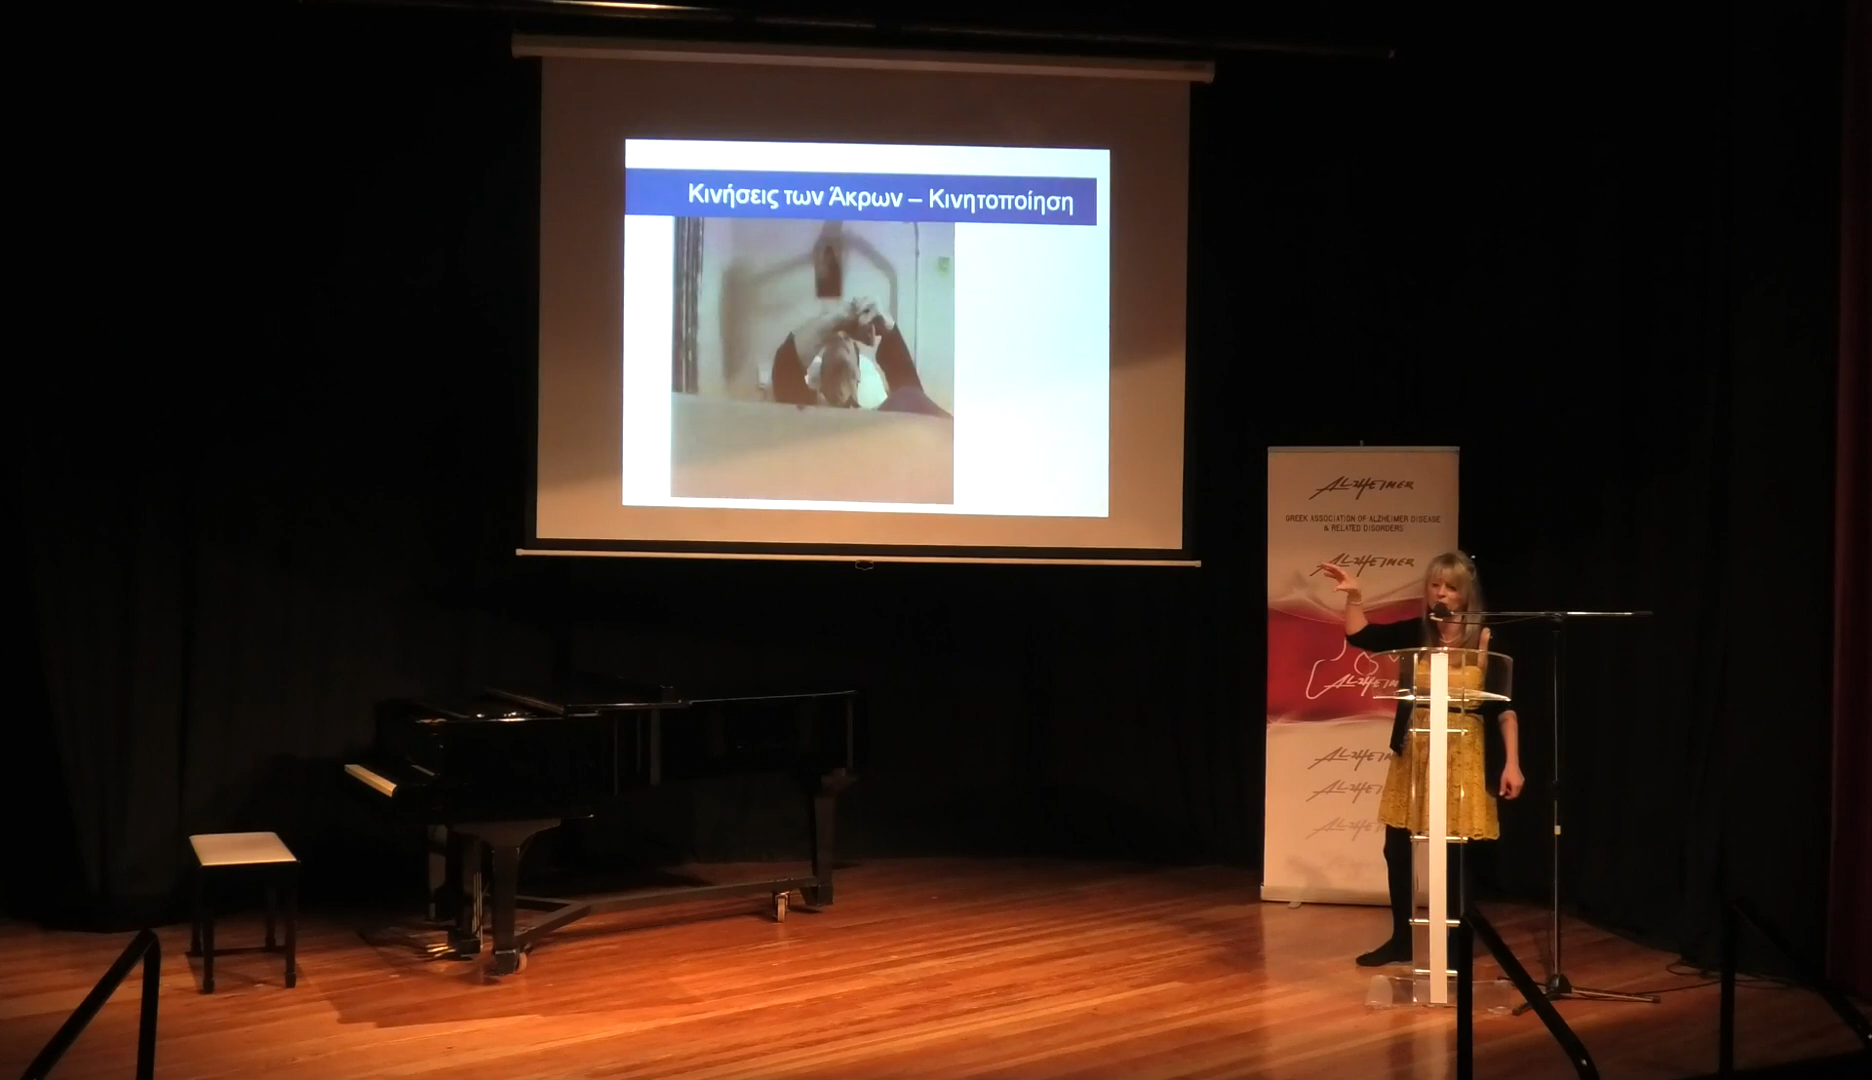 Κινήσεις των Άκρων – Κινητοποίηση
ALZHEIMER
GREEK ASSOCIATION OF ALZHEIMER DISEASE
& RELATED DISORDERS
ALZHEIMER